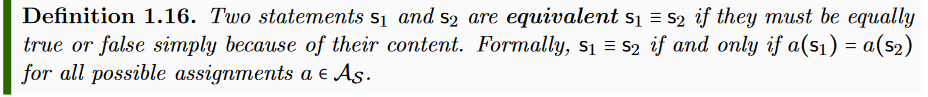 Definition 1.16. Two statements s₁ and s₂ are equivalent s₁ ≡ s₂ if they must be equally
true or false simply because of their content. Formally, s₁ ≡ s₂ if and only if a(s₁) = a(s₂)
for all possible assignments a ∈ 𝒜_S.